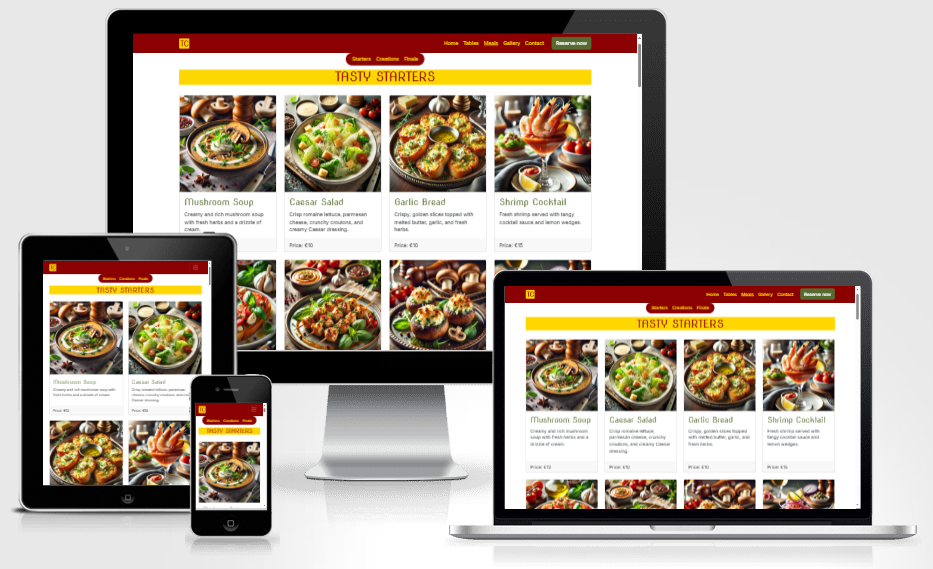 TC
Home Tables Meals Gallery Contact Reserve now
Starters Creations Finals
TASTY STARTERS
Mushroom Soup
Creamy and rich mushroom soup
with fresh herbs and a drizzle of
cream.
Caesar Salad
Crisp romaine lettuce, parmesan
cheese, crunchy croutons, and
creamy Caesar dressing.
Price: €10
Garlic Bread
Crispy, golden slices topped with
melted butter, garlic, and fresh
herbs.
Price: €10
Shrimp Cocktail
Fresh shrimp served with tangy
cocktail sauce and lemon wedges.
Price: €15
TC
Starters Creations Finals
TASTY STARTERS
Mushroom Soup
Creamy and rich mushroom soup
with fresh herbs and a drizzle of cream.
Caesar Salad
Crisp romaine lettuce, parmesan
cheese, crunchy croutons, and
creamy Caesar dressing.
TC
Starters Creations Finals
TASTY STARTERS
TC
Home Tables Meals Gallery Contact Reserve now
Starters Creations Finals
TASTY STARTERS
Mushroom Soup
Creamy and rich mushroom
soup with fresh herbs and a
drizzle of cream.
Caesar Salad
Crisp romaine lettuce,
parmesan cheese, crunchy
croutons, and creamy Caesar
dressing.
Price: €10
Garlic Bread
Crispy, golden slices topped
with melted butter, garlic, and
fresh herbs.
Price: €10
Shrimp Cocktail
Fresh shrimp served with
tangy cocktail sauce and
lemon wedges.
Price: €15